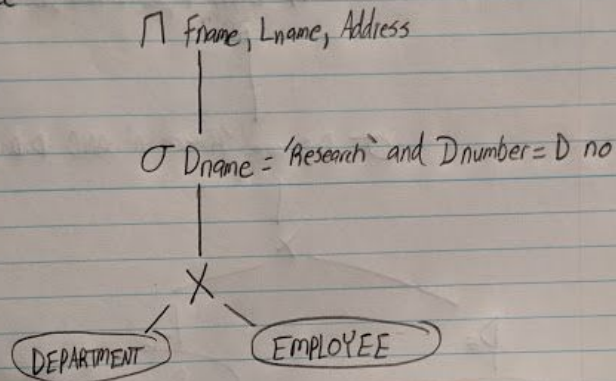 Π Fname, Lname, Address
σ Dname = 'Research' and Dnumber = D no
X
DEPARTMENT
EMPLOYEE